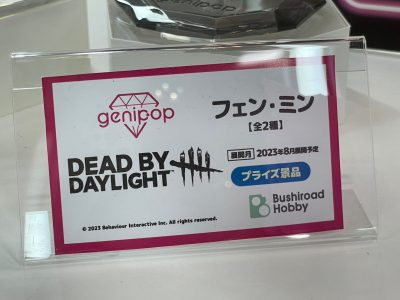 genipop
genipop
フェン・ミン
【全2種】
DEAD BY
DAYLIGHT
展開月 2023年8月展開予定
プライズ景品
Bushiroad
Hobby
© 2023 Behaviour Interactive Inc. All rights reserved.